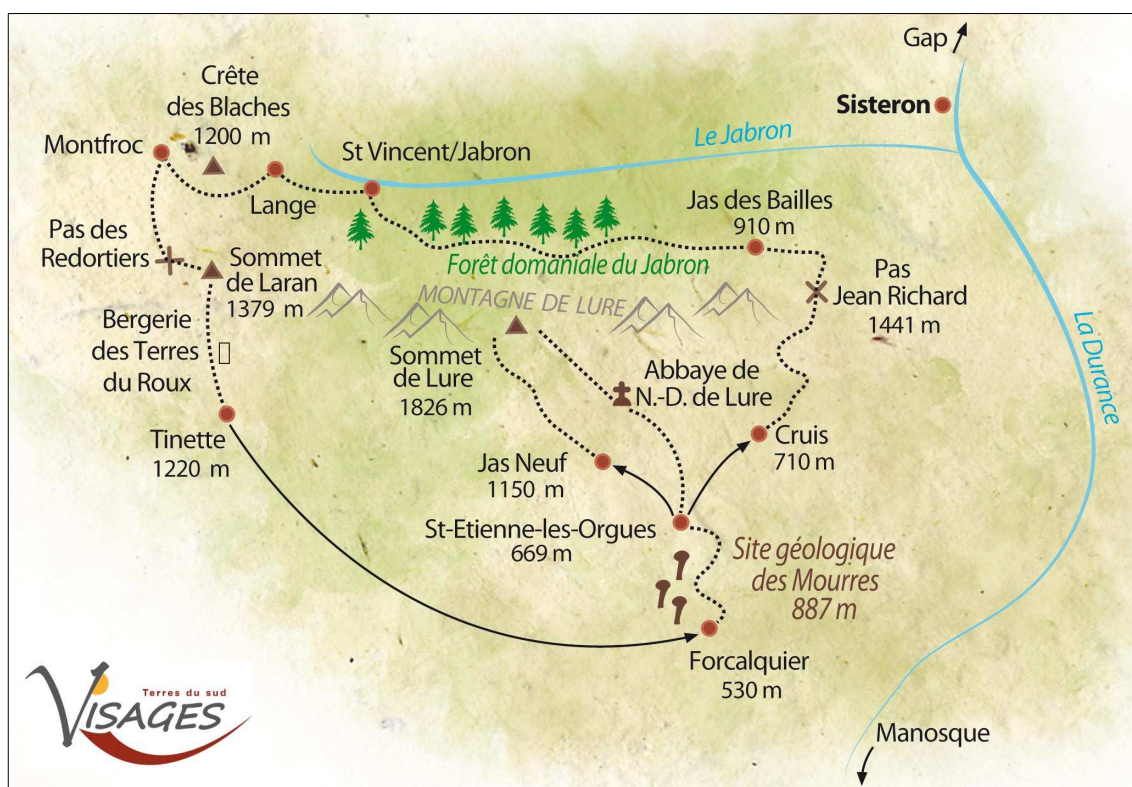 Gap
Sisteron
Crête
des Blaches
1200 m
Montfroc
Le Jabron
St Vincent/Jabron
Lange
Jas des Bailles
910 m
Pas des
Redortiers
Sommet
de Laran
1379 m
Forêt domaniale du Jabron
Pas
Jean Richard
1441 m
MONTAGNE DE LURE
La Durance
Bergerie
des Terres
du Roux
Sommet
de Lure
1826 m
Abbaye de
N.-D. de Lure
Tinette
1220 m
Cruis
710 m
Jas Neuf
1150 m
St-Etienne-les-Orgues
669 m
Site géologique
des Mourres
887 m
Forcalquier
530 m
Terres du sud
VISAGES
Manosque